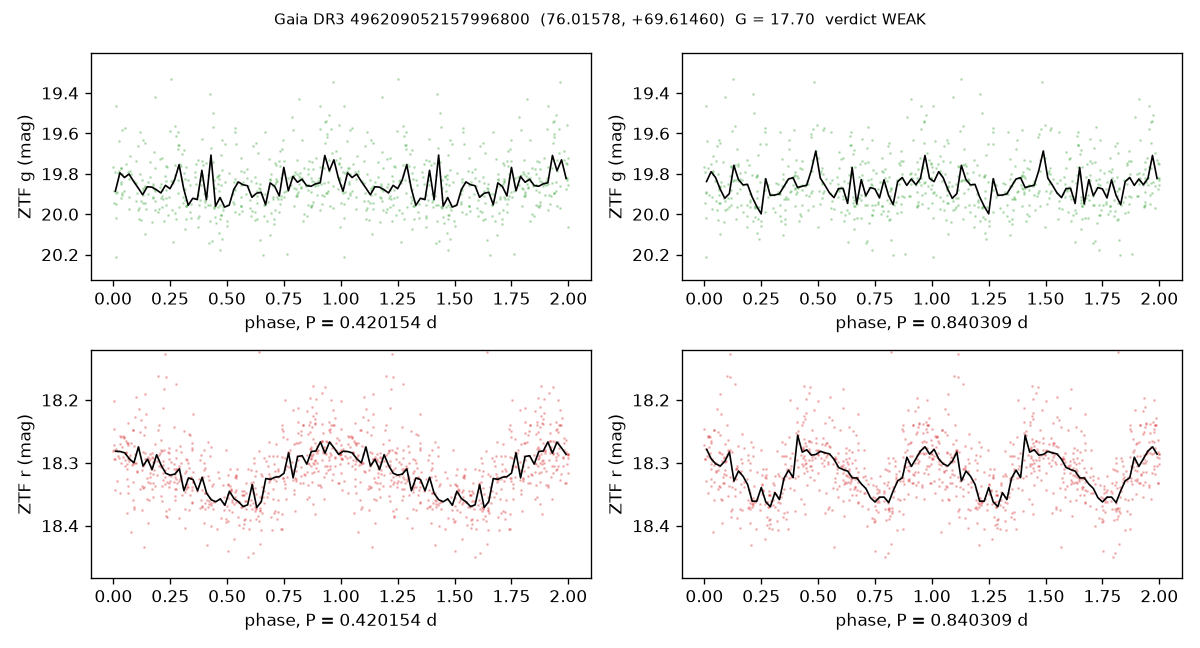 Gaia DR3 496209052157996800 (76.01578, +69.61460) G = 17.70 verdict WEAK
ZTF g (mag)
19.4
19.6
19.8
20.0
20.2
0.00 0.25 0.50 0.75 1.00 1.25 1.50 1.75 2.00
phase, P = 0.420154 d
ZTF g (mag)
19.4
19.6
19.8
20.0
20.2
0.00 0.25 0.50 0.75 1.00 1.25 1.50 1.75 2.00
phase, P = 0.840309 d
ZTF r (mag)
18.2
18.3
18.4
0.00 0.25 0.50 0.75 1.00 1.25 1.50 1.75 2.00
phase, P = 0.420154 d
ZTF r (mag)
18.2
18.3
18.4
0.00 0.25 0.50 0.75 1.00 1.25 1.50 1.75 2.00
phase, P = 0.840309 d